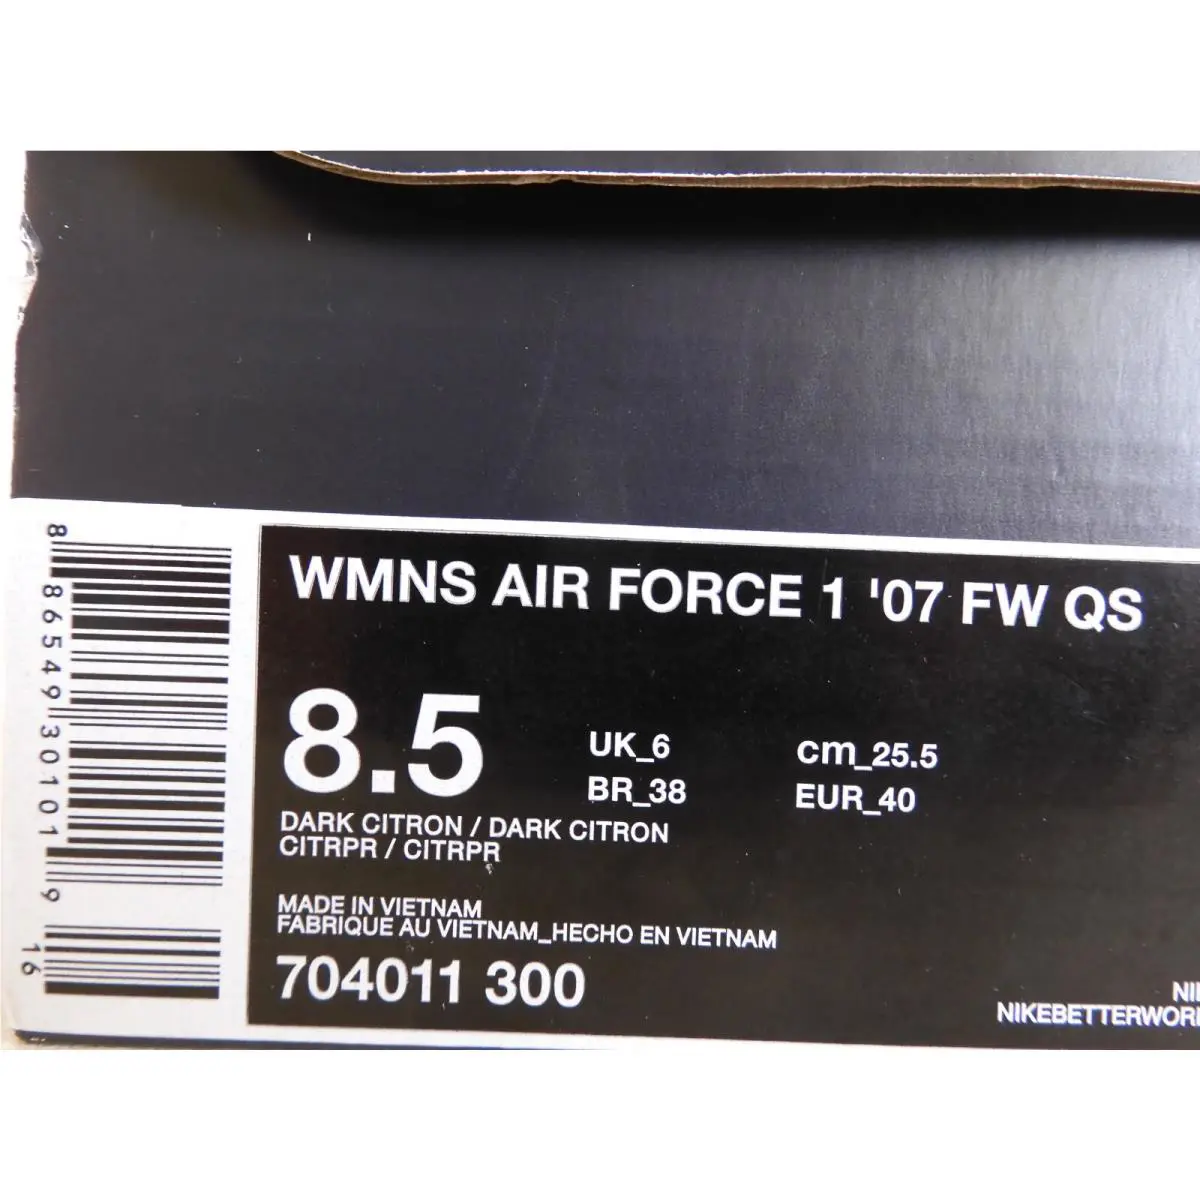 WMNS AIR FORCE 1 '07 FW QS
8.5
UK_6 cm_25.5
BR_38 EUR_40
DARK CITRON / DARK CITRON
CITRPR / CITRPR
MADE IN VIETNAM
FABRIQUE AU VIETNAM_HECHO EN VIETNAM
704011 300
NIKEBETTERWOR
8 86549 30101 9
16